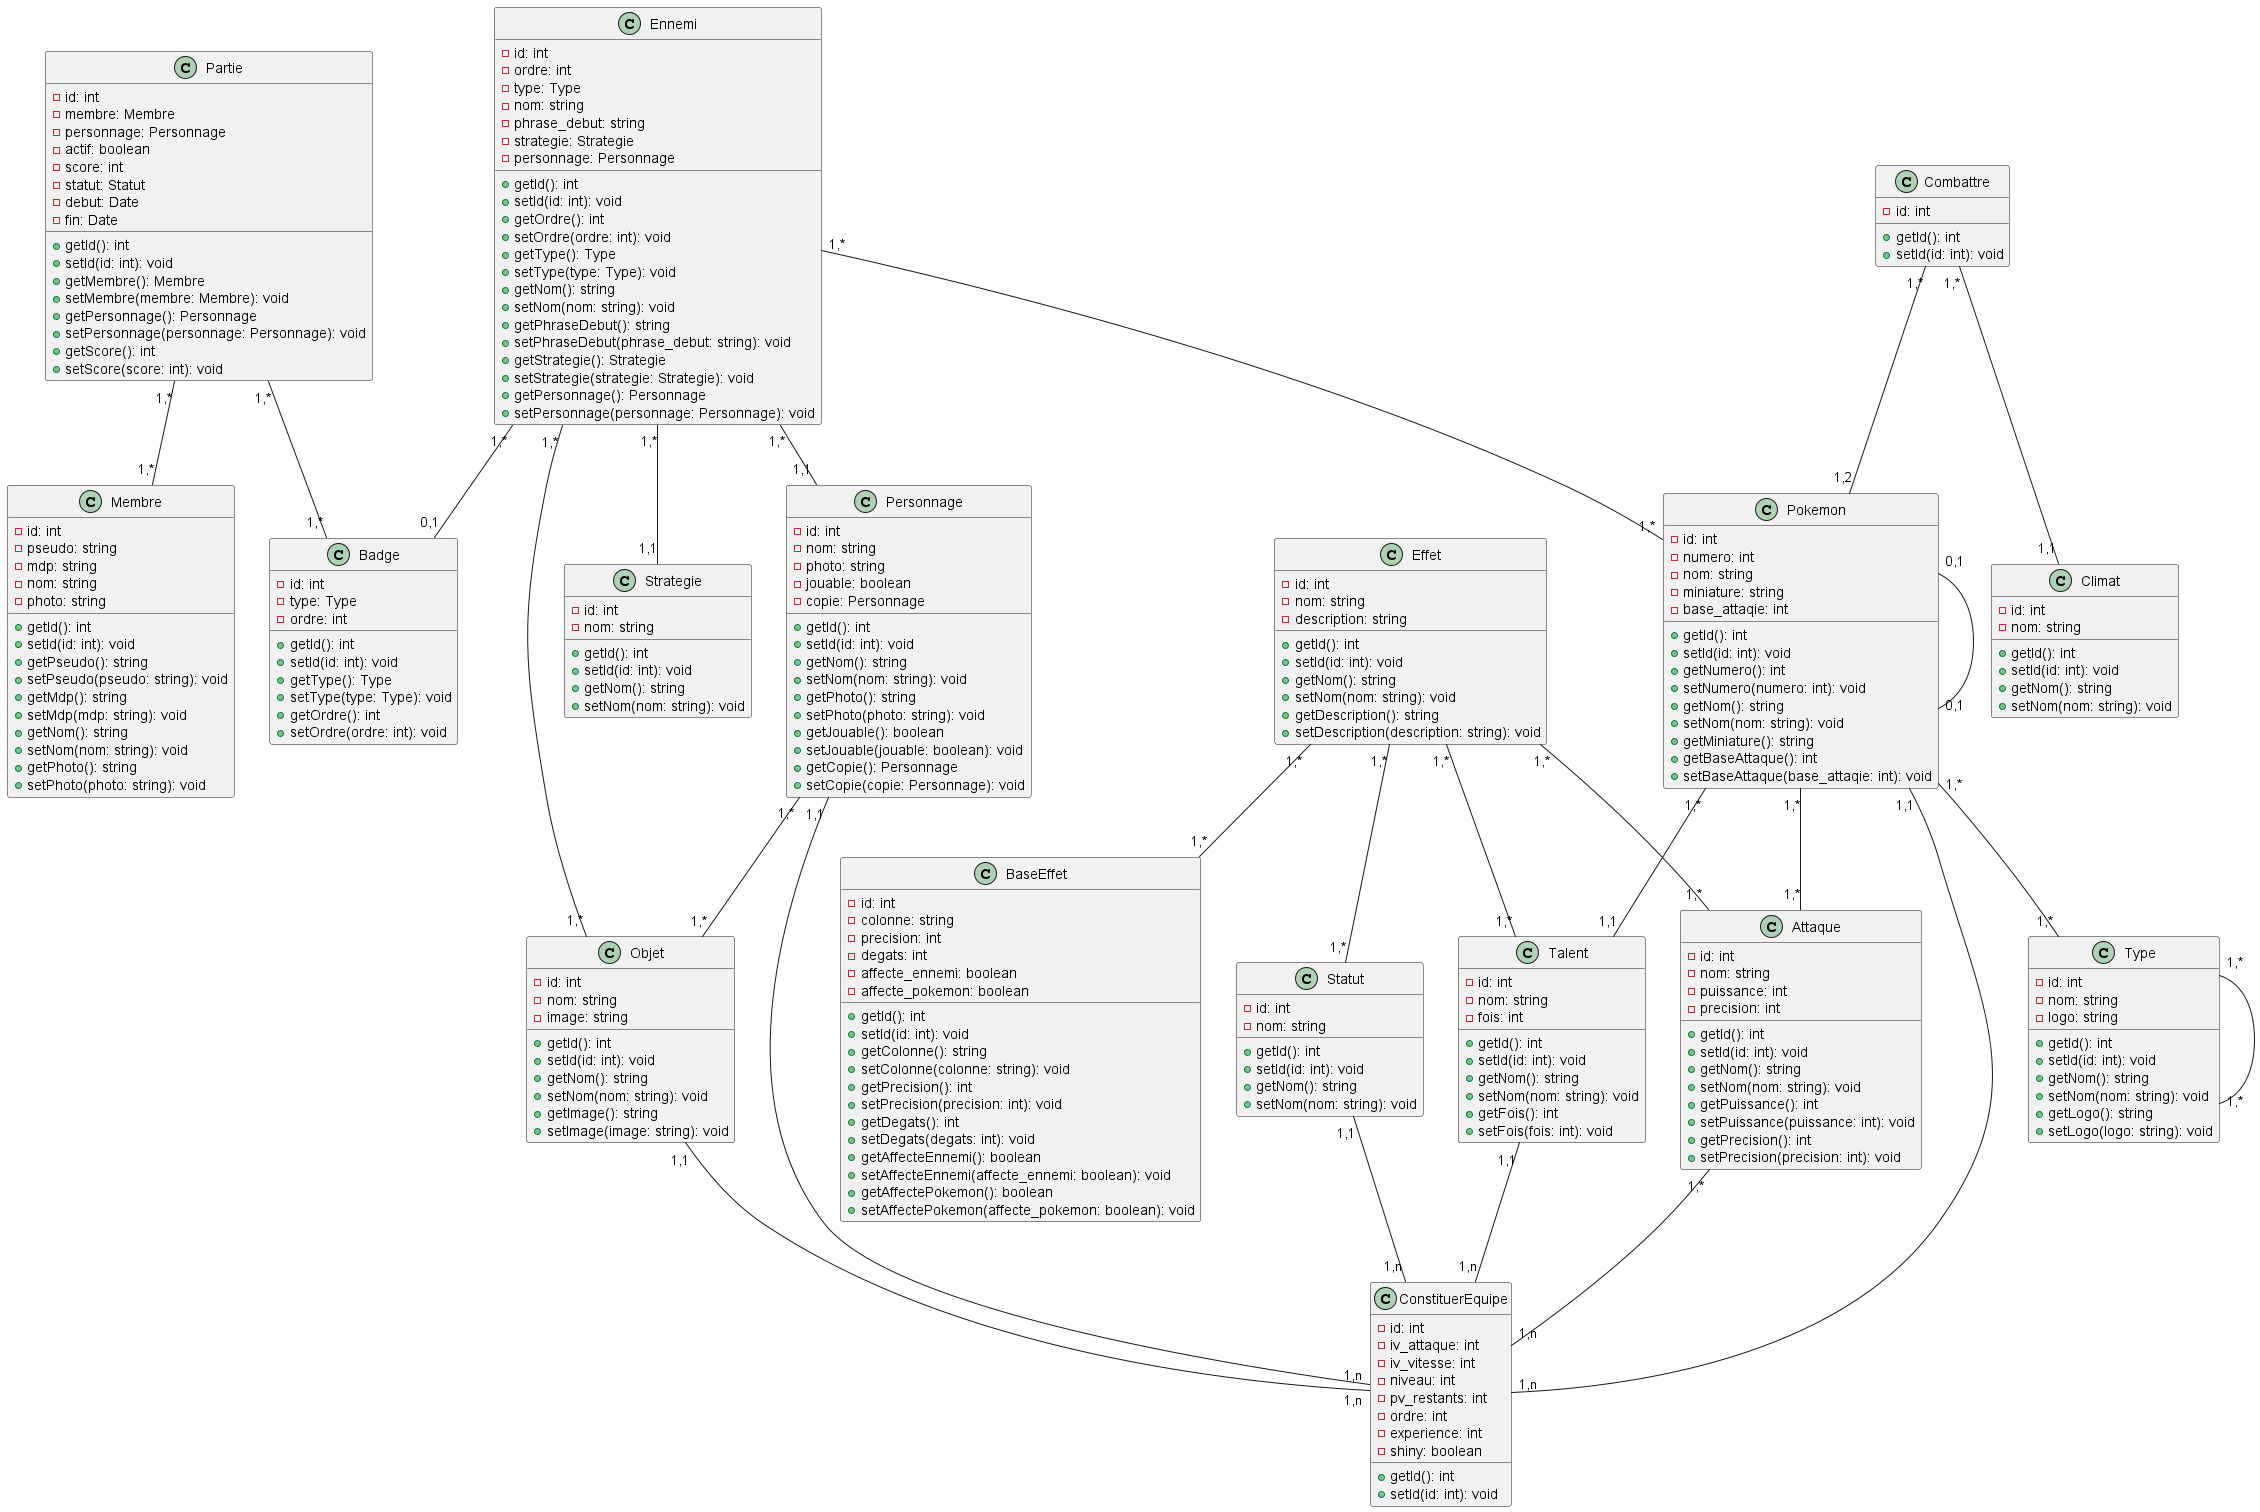 Ennemi
id: int
ordre: int
type: Type
nom: string
phrase_debut: string
strategie: Strategie
personnage: Personnage
getId(): int
setId(id: int): void
getOrdre(): int
setOrdre(ordre: int): void
getType(): Type
setType(type: Type): void
getNom(): string
setNom(nom: string): void
getPhraseDebut(): string
setPhraseDebut(phrase_debut: string): void
getStrategie(): Strategie
setStrategie(strategie: Strategie): void
getPersonnage(): Personnage
setPersonnage(personnage: Personnage): void
Partie
id: int
membre: Membre
personnage: Personnage
actif: boolean
score: int
statut: Statut
debut: Date
fin: Date
getId(): int
setId(id: int): void
getMembre(): Membre
setMembre(membre: Membre): void
getPersonnage(): Personnage
setPersonnage(personnage: Personnage): void
getScore(): int
setScore(score: int): void
Combattre
id: int
getId(): int
setId(id: int): void
1,*
1,*
1,*
1,*
1,*
1,*
1,*
1,*
1,*
1,*
1,*
0,1
1,1
1,1
1,*
1,2
1,1
Membre
id: int
pseudo: string
mdp: string
nom: string
photo: string
getId(): int
setId(id: int): void
getPseudo(): string
setPseudo(pseudo: string): void
getMdp(): string
setMdp(mdp: string): void
getNom(): string
setNom(nom: string): void
getPhoto(): string
setPhoto(photo: string): void
Badge
id: int
type: Type
ordre: int
getId(): int
setId(id: int): void
getType(): Type
setType(type: Type): void
getOrdre(): int
setOrdre(ordre: int): void
Strategie
id: int
nom: string
getId(): int
setId(id: int): void
getNom(): string
setNom(nom: string): void
Personnage
id: int
nom: string
photo: string
jouable: boolean
copie: Personnage
getId(): int
setId(id: int): void
getNom(): string
setNom(nom: string): void
getPhoto(): string
setPhoto(photo: string): void
getJouable(): boolean
setJouable(jouable: boolean): void
getCopie(): Personnage
setCopie(copie: Personnage): void
Effet
id: int
nom: string
description: string
getId(): int
setId(id: int): void
getNom(): string
setNom(nom: string): void
getDescription(): string
setDescription(description: string): void
Pokemon
id: int
numero: int
nom: string
miniature: string
base_attaqie: int
getId(): int
setId(id: int): void
getNumero(): int
setNumero(numero: int): void
getNom(): string
setNom(nom: string): void
getMiniature(): string
getBaseAttaque(): int
setBaseAttaque(base_attaqie: int): void
0,1
0,1
Climat
id: int
nom: string
getId(): int
setId(id: int): void
getNom(): string
setNom(nom: string): void
1,*
1,1
1,*
1,*
1,*
1,*
1,*
1,*
1,1
1,*
1,*
1,*
1,*
1,*
1,*
1,1
1,*
1,*
1,*
BaseEffet
id: int
colonne: string
precision: int
degats: int
affecte_ennemi: boolean
affecte_pokemon: boolean
getId(): int
setId(id: int): void
getColonne(): string
setColonne(colonne: string): void
getPrecision(): int
setPrecision(precision: int): void
getDegats(): int
setDegats(degats: int): void
getAffecteEnnemi(): boolean
setAffecteEnnemi(affecte_ennemi: boolean): void
getAffectePokemon(): boolean
setAffectePokemon(affecte_pokemon: boolean): void
Objet
id: int
nom: string
image: string
getId(): int
setId(id: int): void
getNom(): string
setNom(nom: string): void
getImage(): string
setImage(image: string): void
Statut
id: int
nom: string
getId(): int
setId(id: int): void
getNom(): string
setNom(nom: string): void
Talent
id: int
nom: string
fois: int
getId(): int
setId(id: int): void
getNom(): string
setNom(nom: string): void
getFois(): int
setFois(fois: int): void
Attaque
id: int
nom: string
puissance: int
precision: int
getId(): int
setId(id: int): void
getNom(): string
setNom(nom: string): void
getPuissance(): int
setPuissance(puissance: int): void
getPrecision(): int
setPrecision(precision: int): void
Type
id: int
nom: string
logo: string
getId(): int
setId(id: int): void
getNom(): string
setNom(nom: string): void
getLogo(): string
setLogo(logo: string): void
1,*
1,*
1,1
1,1
1,1
1,*
1,n
1,n
1,n
1,n
1,n
1,n
ConstituerEquipe
id: int
iv_attaque: int
iv_vitesse: int
niveau: int
pv_restants: int
ordre: int
experience: int
shiny: boolean
getId(): int
setId(id: int): void